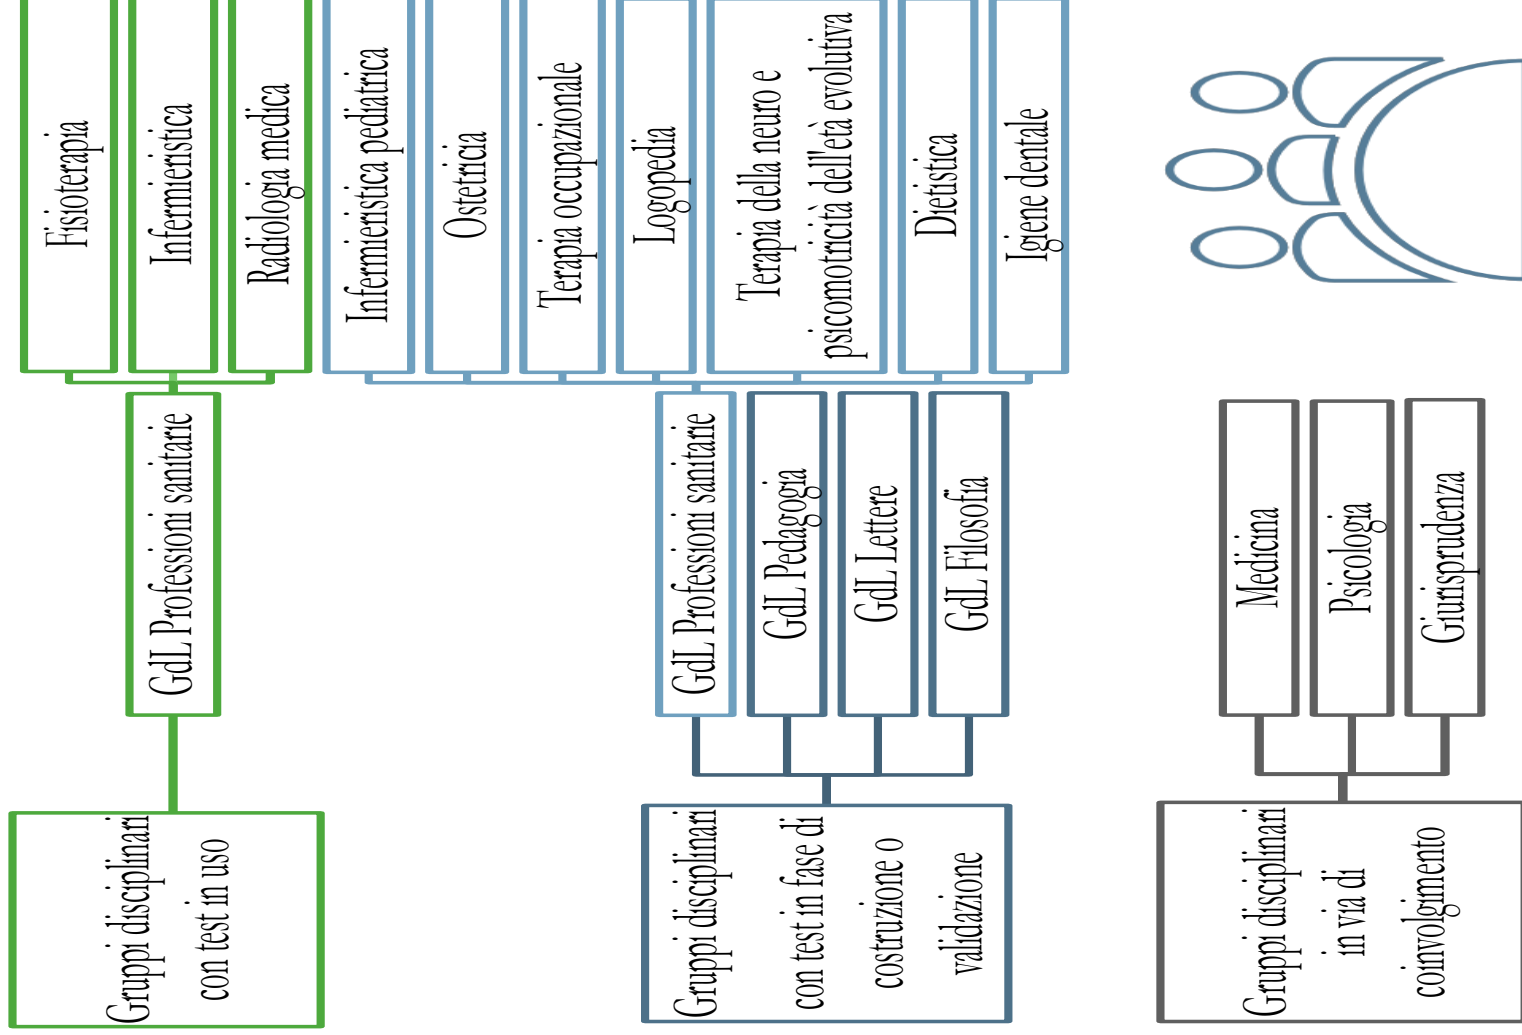 Gruppi disciplinari
con test in uso
GdL Professioni sanitarie
Fisioterapia
Infermieristica
Radiologia medica
Gruppi disciplinari
con test in fase di
costruzione o
validazione
GdL Professioni sanitarie
Infermieristica pediatrica
Ostetricia
Terapia occupazionale
Logopedia
Terapia della neuro e
psicomotricità dell'età evolutiva
Dietistica
Igiene dentale
GdL Pedagogia
GdL Lettere
GdL Filosofia
Gruppi disciplinari
in via di
coinvolgimento
Medicina
Psicologia
Giurisprudenza